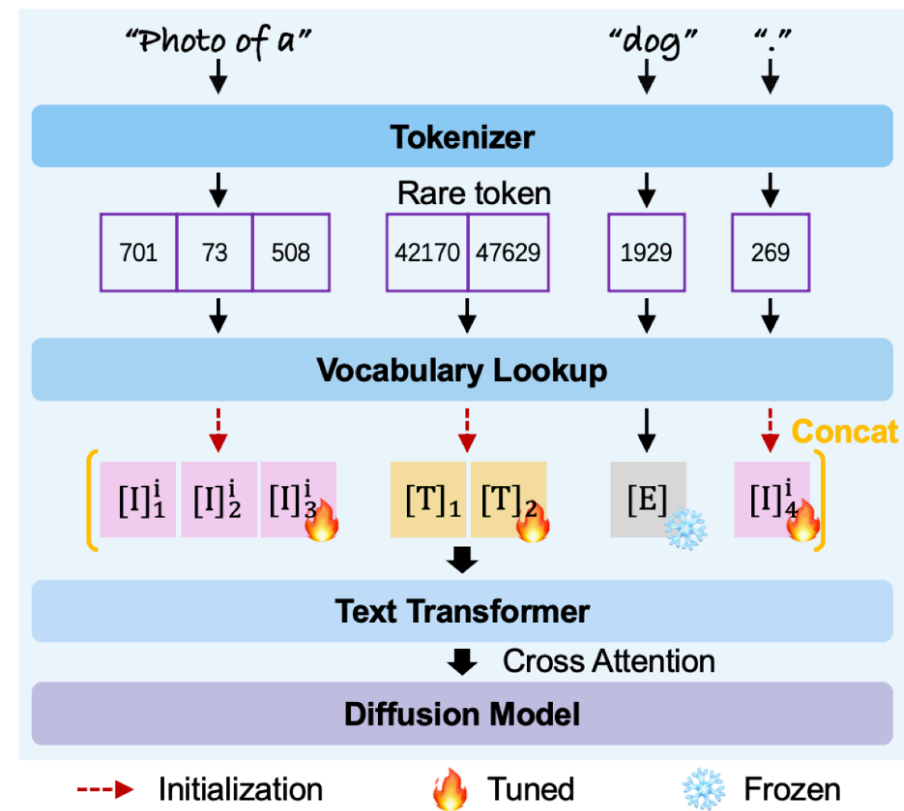 “Photo of a” “dog” “.”
Tokenizer
Rare token
701 73 508 42170 47629 1929 269
Vocabulary Lookup
Concat
[I]₁ⁱ [I]₂ⁱ [I]₃ⁱ [T]₁ [T]₂ [E] [I]₄ⁱ
Text Transformer
Cross Attention
Diffusion Model
Initialization Tuned Frozen